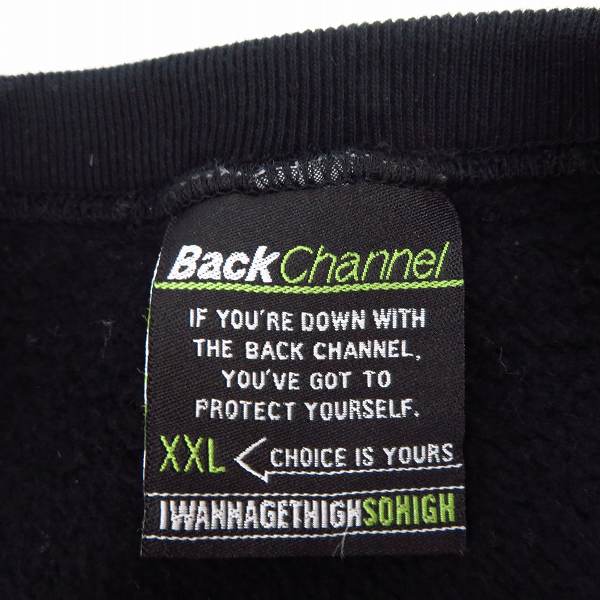 BackChannel
IF YOU'RE DOWN WITH
THE BACK CHANNEL,
YOU'VE GOT TO
PROTECT YOURSELF.
XXL CHOICE IS YOURS
IWANNAGETHIGHSOHIGH